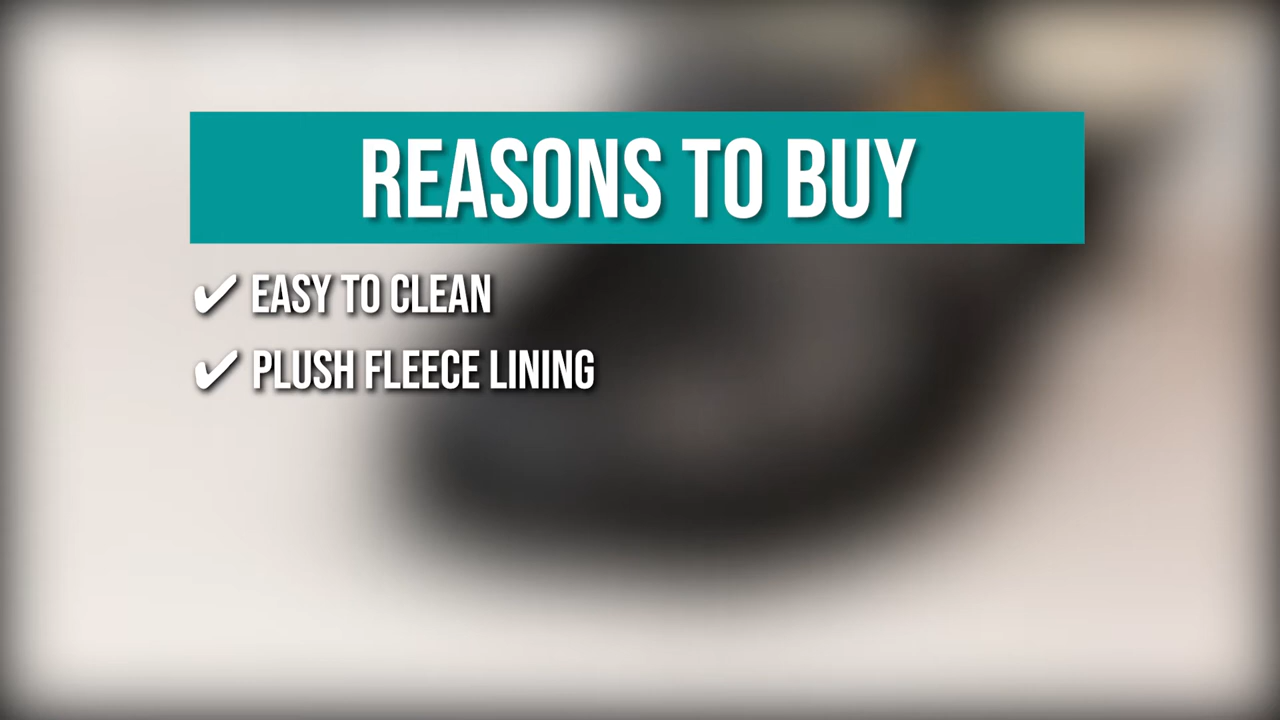 REASONS TO BUY
✔ EASY TO CLEAN
✔ PLUSH FLEECE LINING